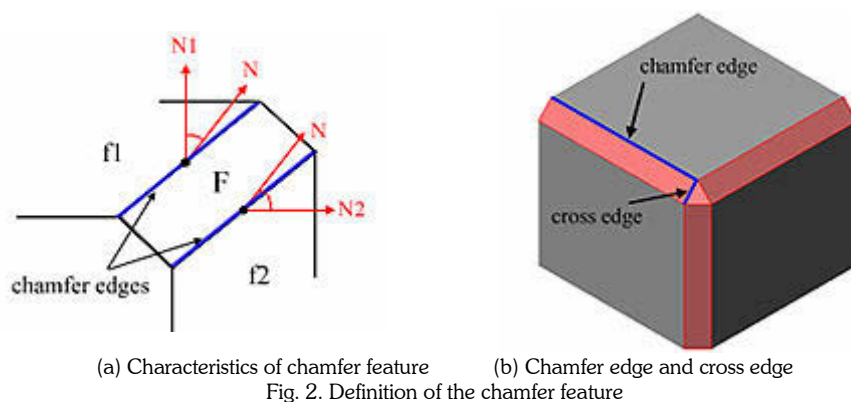 N1
N
N
f1
F
N2
chamfer edges
f2
chamfer edge
cross edge
(a) Characteristics of chamfer feature
(b) Chamfer edge and cross edge
Fig. 2. Definition of the chamfer feature